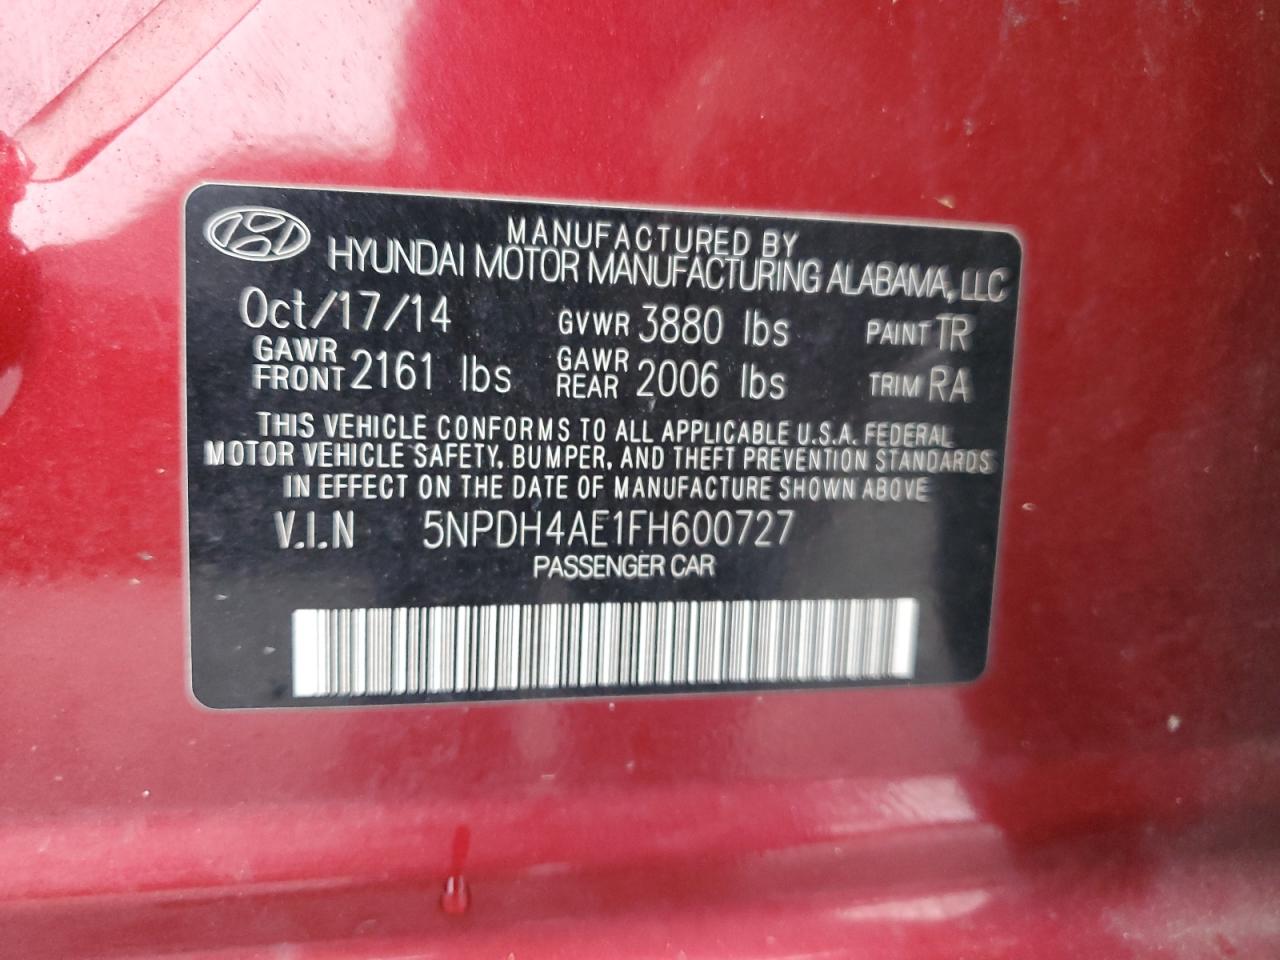 MANUFACTURED BY
HYUNDAI MOTOR MANUFACTURING ALABAMA, LLC
Oct/17/14 GVWR 3880 lbs PAINT TR
GAWR FRONT 2161 lbs GAWR REAR 2006 lbs TRIM RA
THIS VEHICLE CONFORMS TO ALL APPLICABLE U.S.A. FEDERAL
MOTOR VEHICLE SAFETY, BUMPER, AND THEFT PREVENTION STANDARDS
IN EFFECT ON THE DATE OF MANUFACTURE SHOWN ABOVE
V.I.N 5NPDH4AE1FH600727
PASSENGER CAR